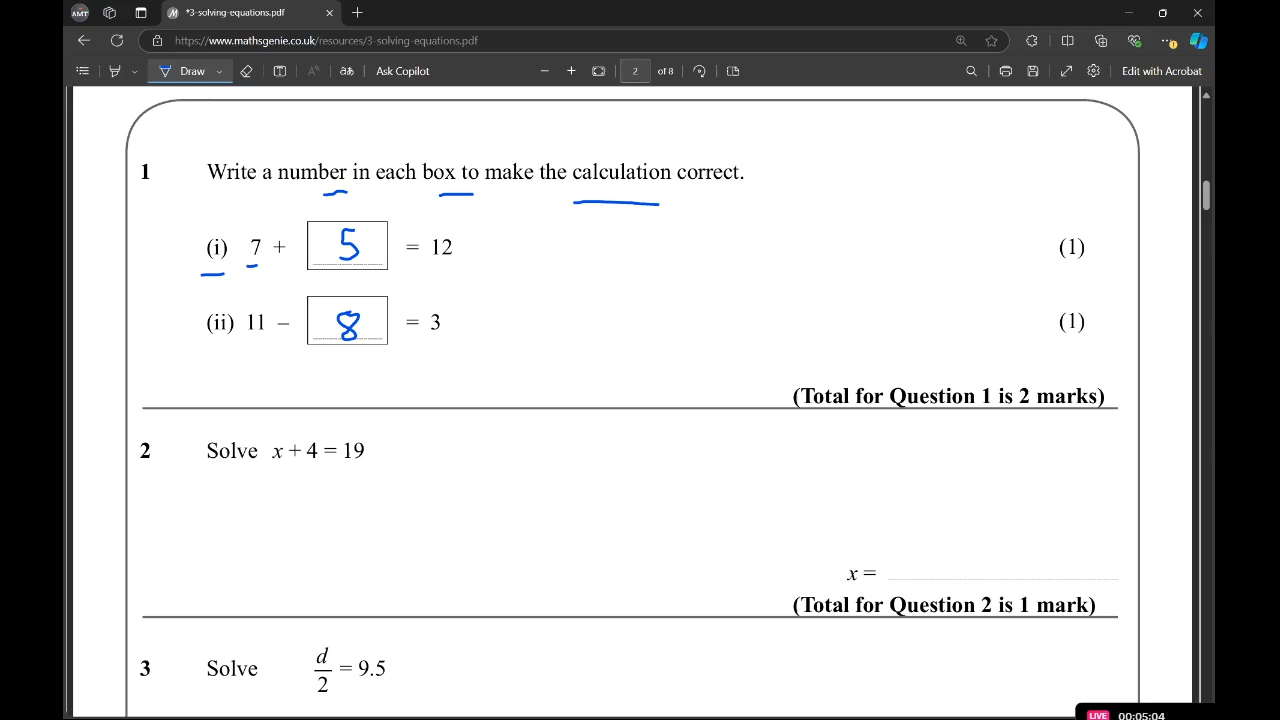 AMT
*3-solving-equations.pdf
https://www.mathsgenie.co.uk/resources/3-solving-equations.pdf
Draw
Ask Copilot
2 of 8
Edit with Acrobat
1 Write a number in each box to make the calculation correct.
(i) 7 + 5 = 12 (1)
(ii) 11 – 8 = 3 (1)
(Total for Question 1 is 2 marks)
2 Solve x + 4 = 19
x =
(Total for Question 2 is 1 mark)
3 Solve d/2 = 9.5
LIVE 00:05:04